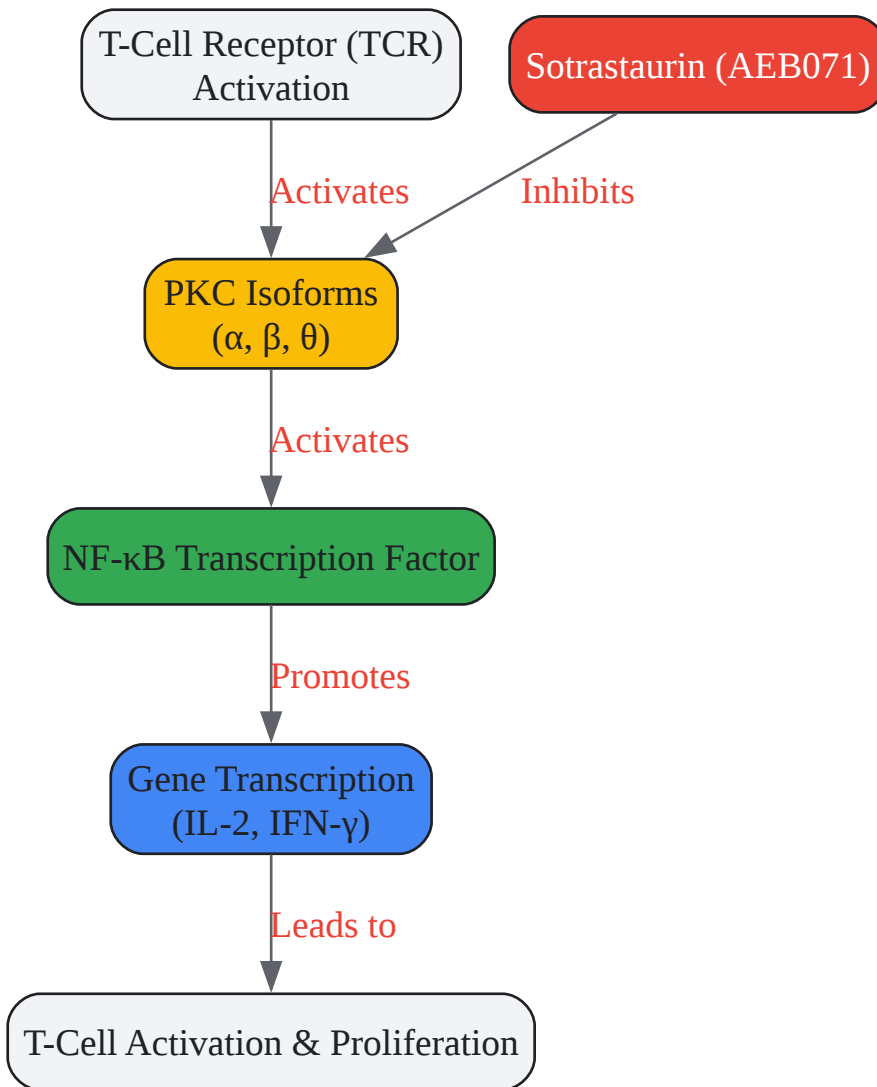 T-Cell Receptor (TCR)
Activation
Sotrastaurin (AEB071)
Activates
Inhibits
PKC Isoforms
(α, β, θ)
Activates
NF-κB Transcription Factor
Promotes
Gene Transcription
(IL-2, IFN-γ)
Leads to
T-Cell Activation & Proliferation